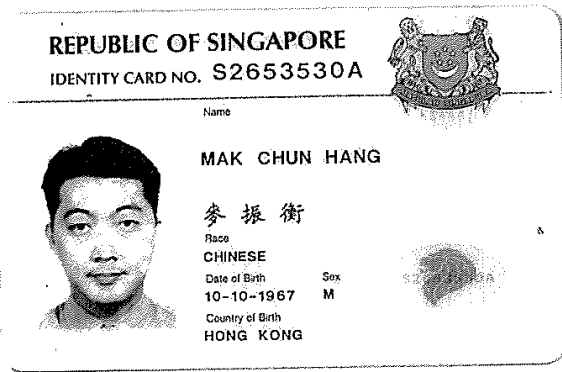 REPUBLIC OF SINGAPORE
IDENTITY CARD NO. S2653530A
Name
MAK CHUN HANG
麥振衡
Race
CHINESE
Date of Birth Sex
10-10-1967 M
Country of Birth
HONG KONG